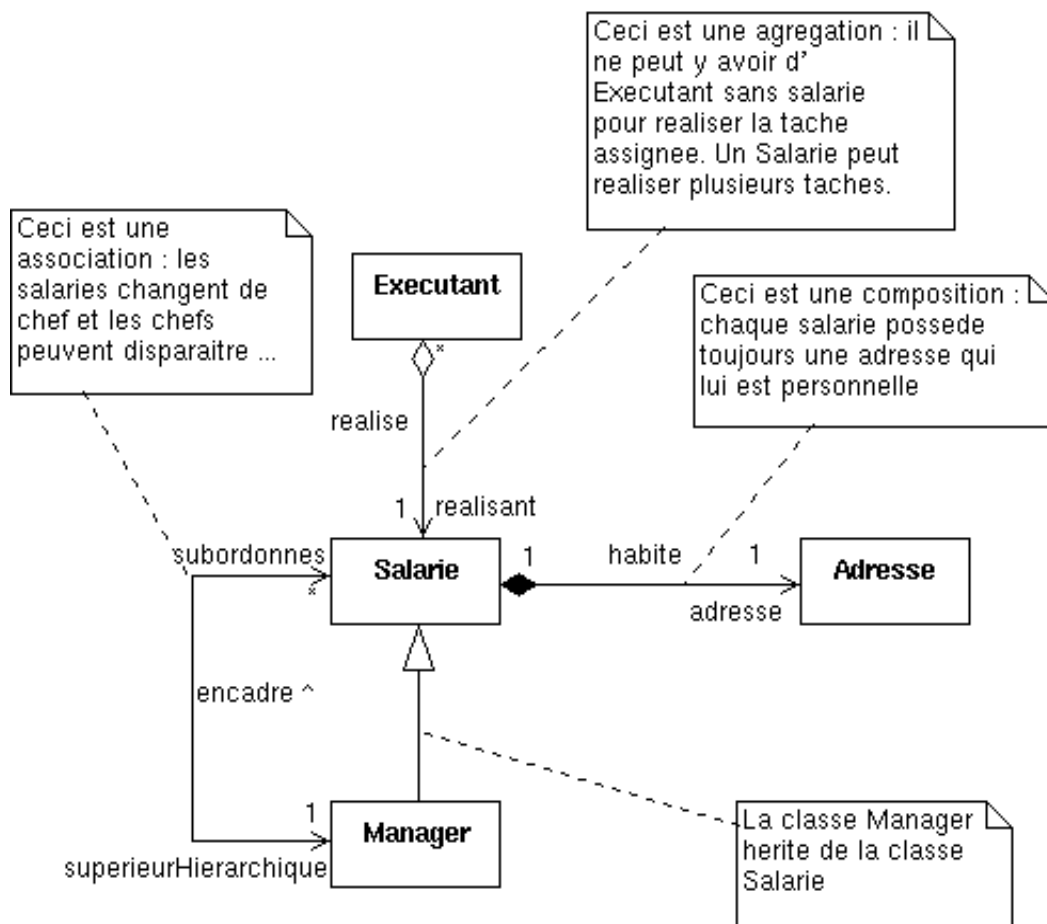 Ceci est une agregation : il
ne peut y avoir d'
Executant sans salarie
pour realiser la tache
assignee. Un Salarie peut
realiser plusieurs taches.
Ceci est une
association : les
salaries changent de
chef et les chefs
peuvent disparaitre ...
Executant
*
realise
1
realisant
Ceci est une composition :
chaque salarie possede
toujours une adresse qui
lui est personnelle
subordonnes
*
Salarie
1
habite
1
adresse
Adresse
encadre ^
1
superieurHierarchique
Manager
La classe Manager
herite de la classe
Salarie